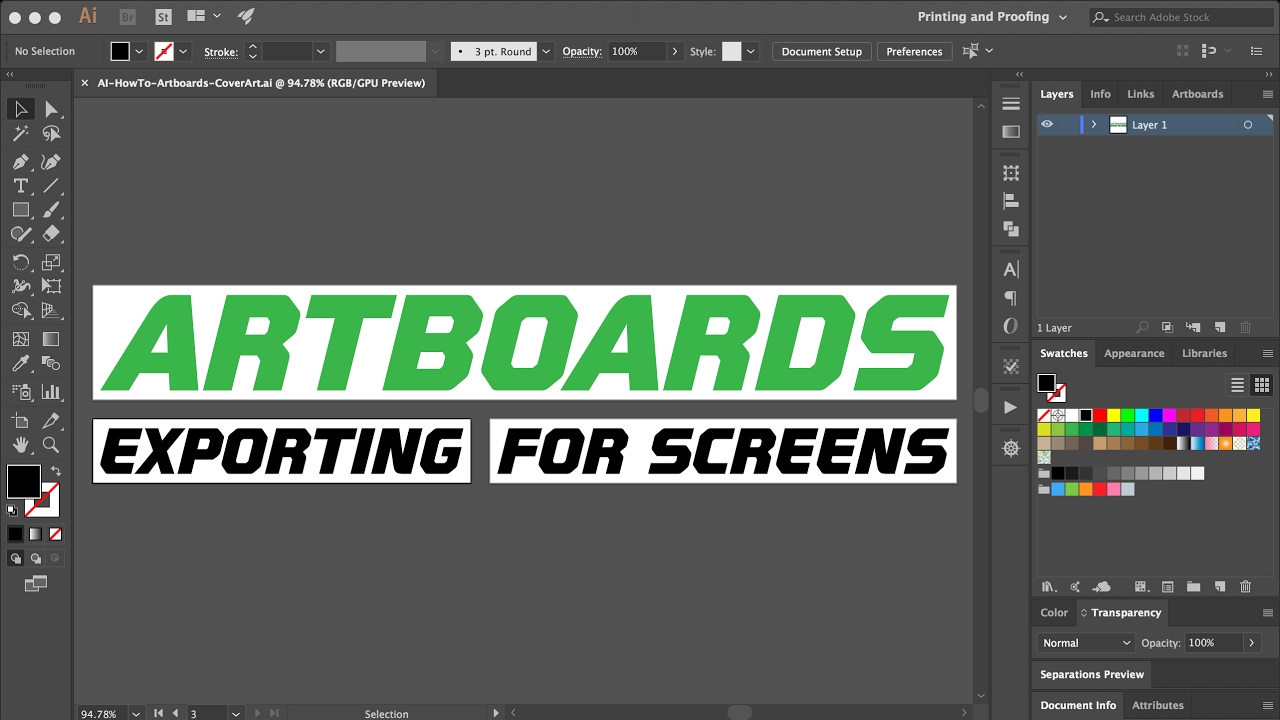 Ai Br St Printing and Proofing Search Adobe Stock
No Selection Stroke: 3 pt. Round Opacity: 100% Style: Document Setup Preferences
× AI-HowTo-Artboards-CoverArt.ai @ 94.78% (RGB/GPU Preview)
Layers Info Links Artboards
Layer 1
ARTBOARDS
EXPORTING FOR SCREENS
1 Layer
Swatches Appearance Libraries
Color Transparency
Normal Opacity: 100%
Separations Preview
Document Info Attributes
94.78% 3 Selection